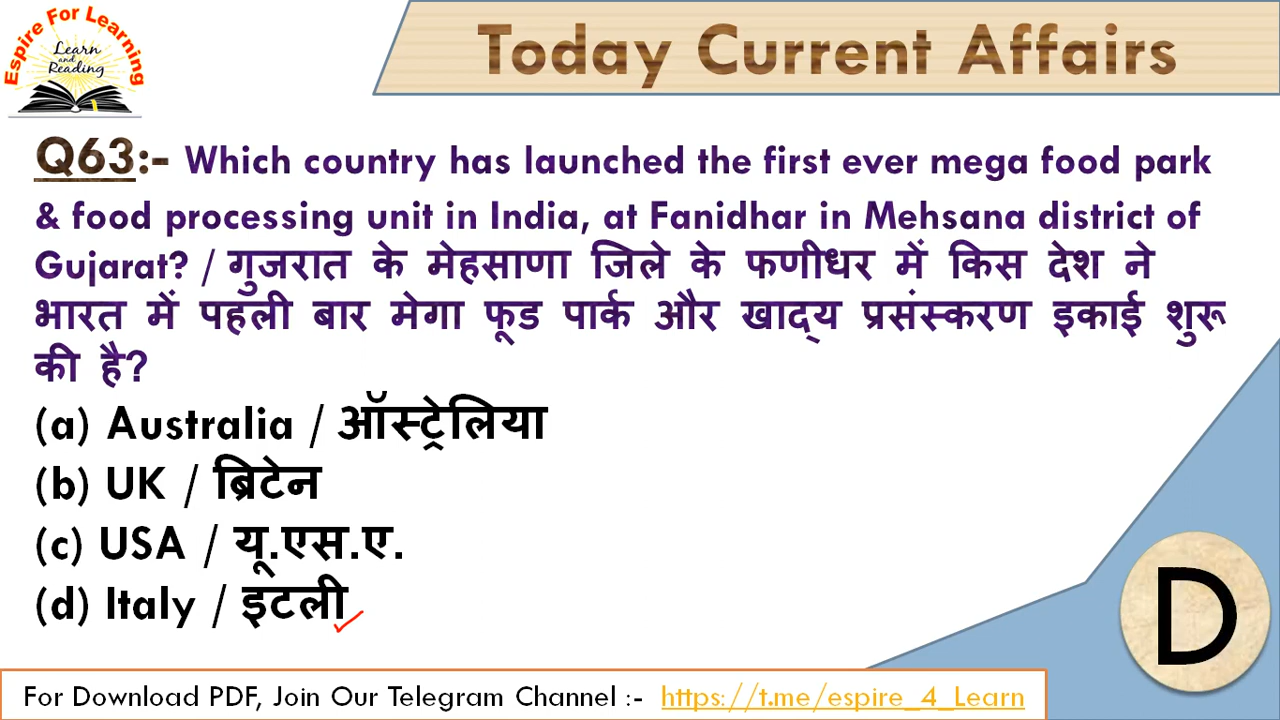 Espire For Learning
Learn
and
Reading
Today Current Affairs
Q63:- Which country has launched the first ever mega food park
& food processing unit in India, at Fanidhar in Mehsana district of
Gujarat? / गुजरात के मेहसाणा जिले के फणीधर में किस देश ने
भारत में पहली बार मेगा फूड पार्क और खाद्य प्रसंस्करण इकाई शुरू
की है?
(a) Australia / ऑस्ट्रेलिया
(b) UK / ब्रिटेन
(c) USA / यू.एस.ए.
(d) Italy / इटली
D
For Download PDF, Join Our Telegram Channel :- https://t.me/espire_4_Learn